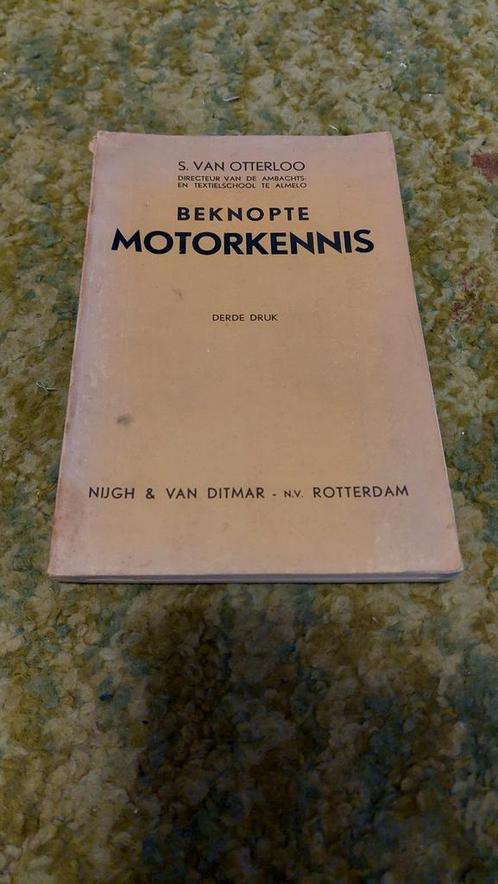 S. VAN OTTERLOO
DIRECTEUR VAN DE AMBACHTS-
EN TEXTIELSCHOOL TE ALMELO
BEKNOPTE
MOTORKENNIS
DERDE DRUK
NIJGH & VAN DITMAR - N.V. ROTTERDAM